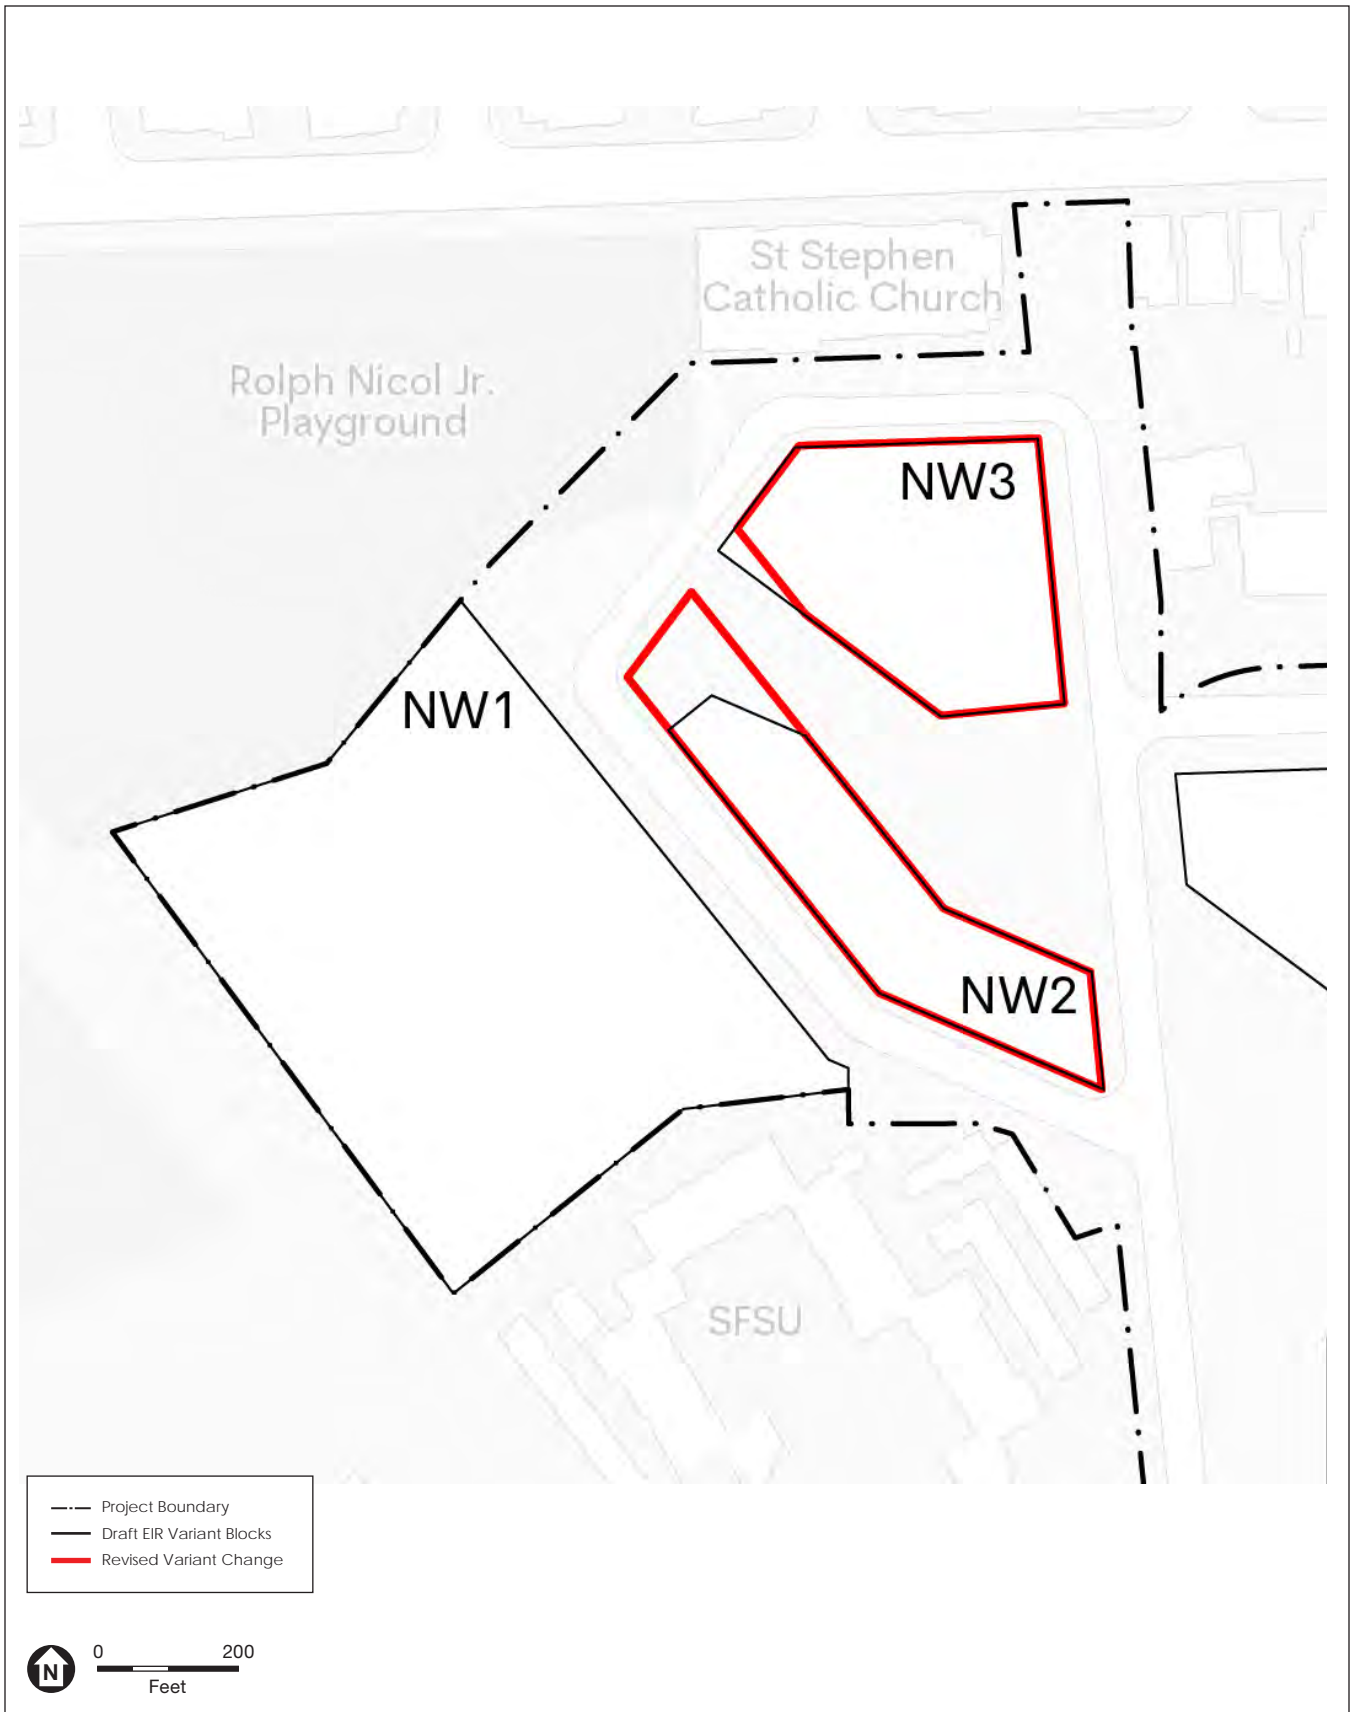 St Stephen
Catholic Church
Rolph Nicol Jr.
Playground
NW3
NW1
NW2
SFSU
Project Boundary
Draft EIR Variant Blocks
Revised Variant Change
N
0 200
Feet